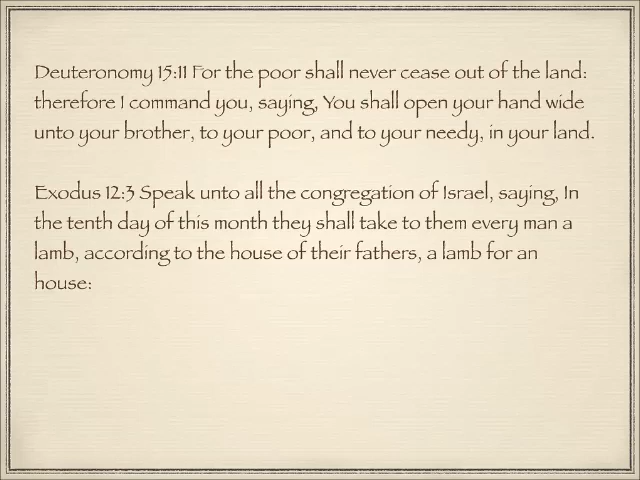 Deuteronomy 15:11 For the poor shall never cease out of the land:
therefore I command you, saying, You shall open your hand wide
unto your brother, to your poor, and to your needy, in your land.
Exodus 12:3 Speak unto all the congregation of Israel, saying, In
the tenth day of this month they shall take to them every man a
lamb, according to the house of their fathers, a lamb for an
house: